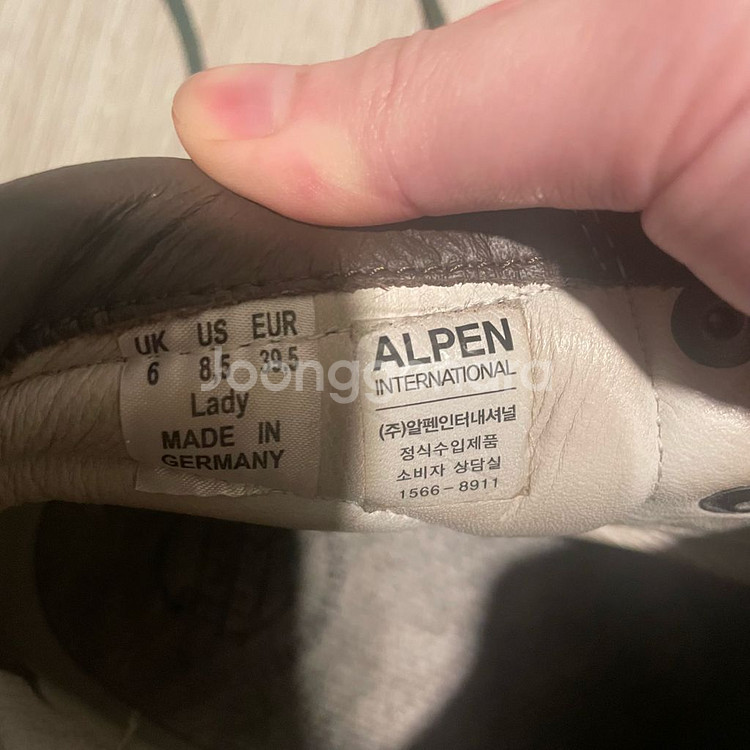 UK US EUR
6 8.5 39.5
Lady
MADE IN
GERMANY
ALPEN
INTERNATIONAL
(주)알펜인터내셔널
정식수입제품
소비자 상담실
1566-8911
Joonggonara